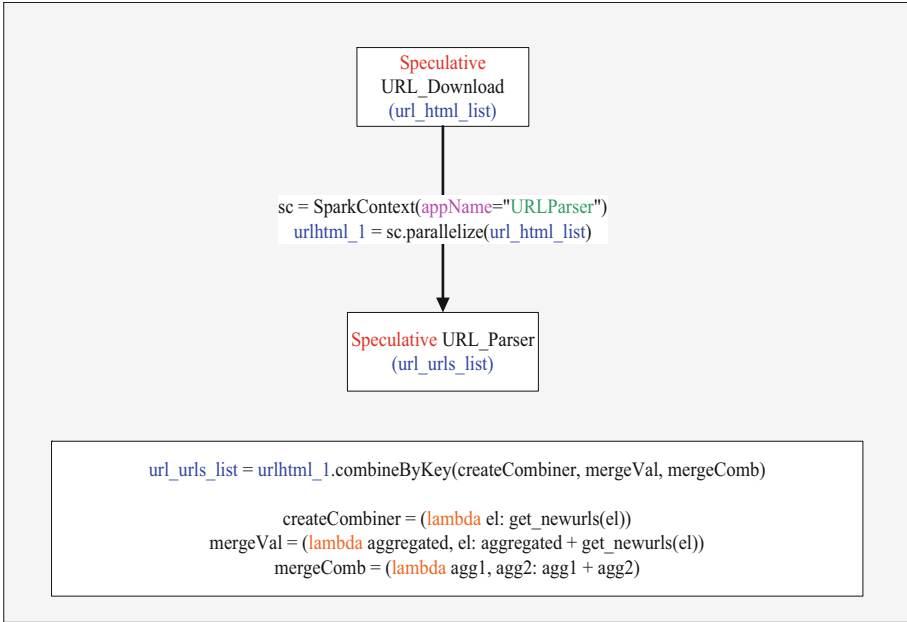 Speculative
URL_Download
(url_html_list)
sc = SparkContext(appName="URLParser")
urlhtml_1 = sc.parallelize(url_html_list)
Speculative URL_Parser
(url_urls_list)
url_urls_list = urlhtml_1.combineByKey(createCombiner, mergeVal, mergeComb)
createCombiner = (lambda el: get_newurls(el))
mergeVal = (lambda aggregated, el: aggregated + get_newurls(el))
mergeComb = (lambda agg1, agg2: agg1 + agg2)